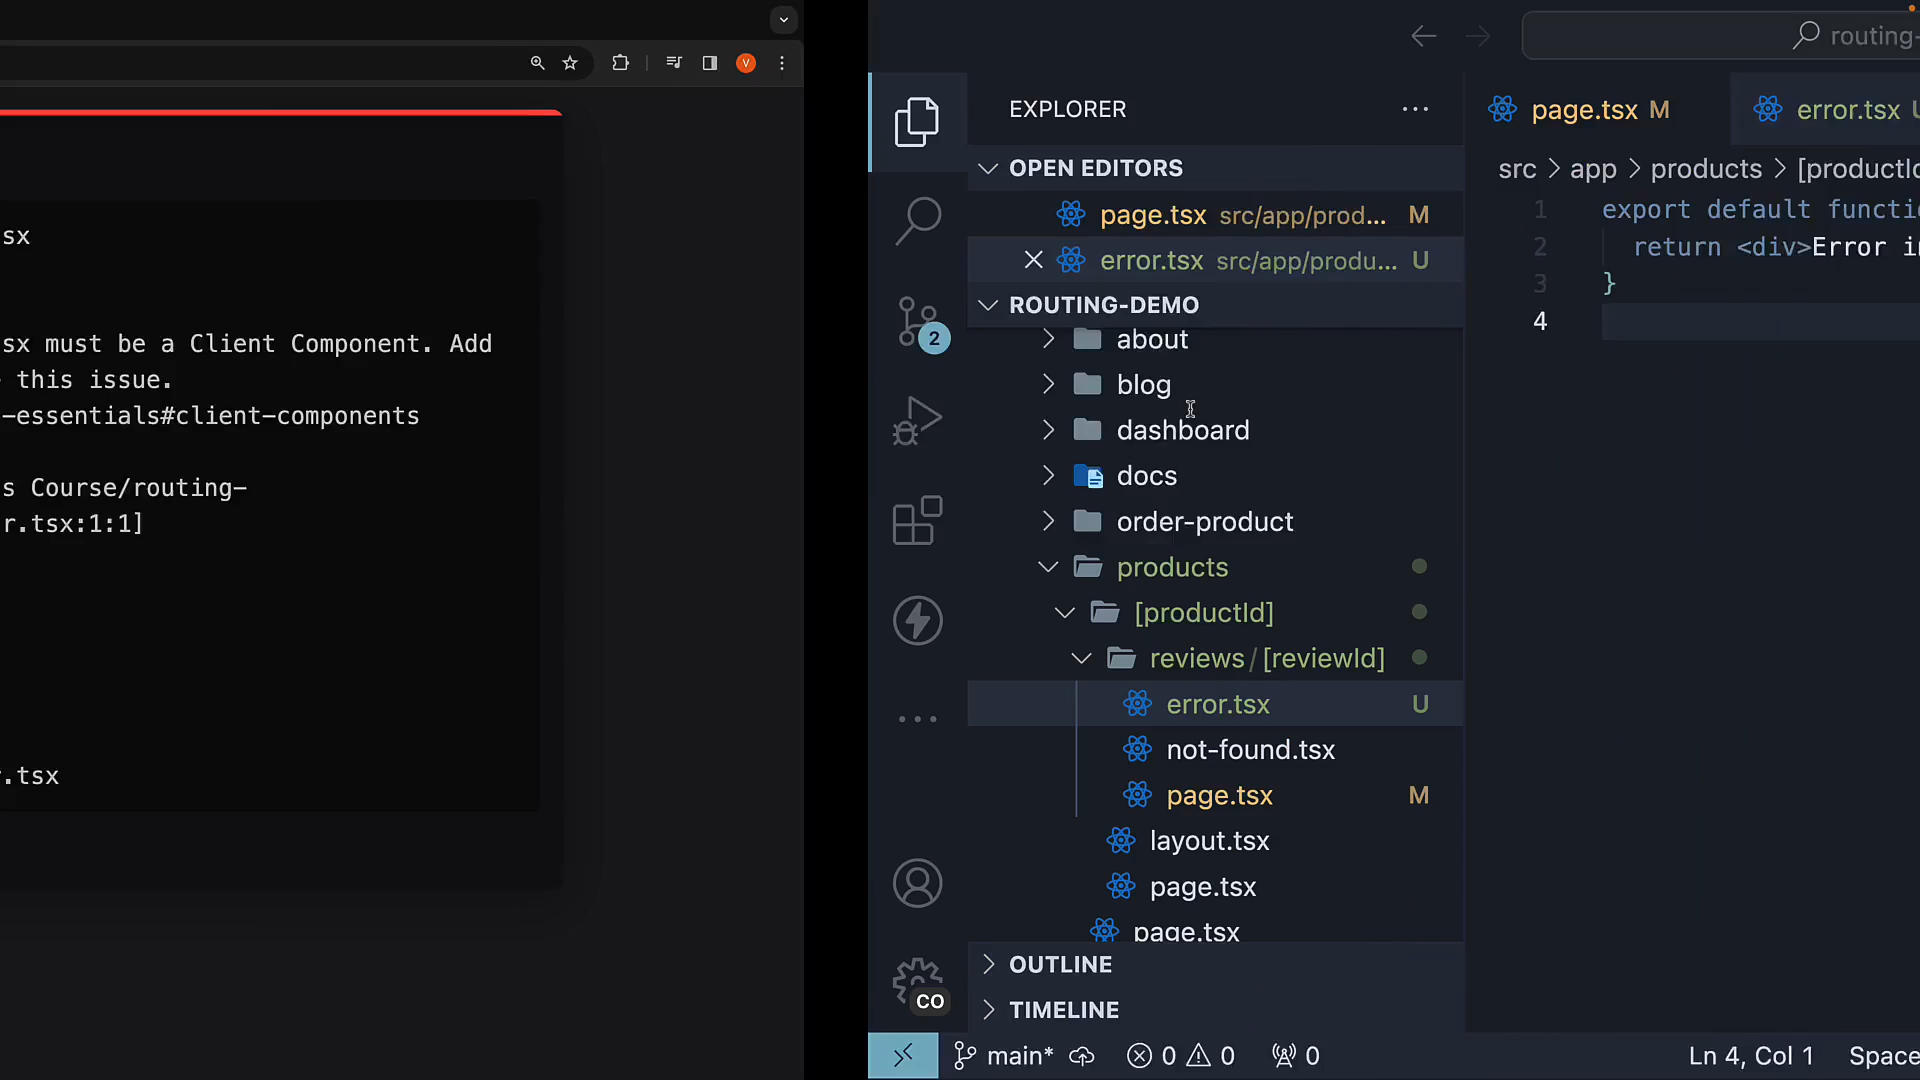 V
sx
sx must be a Client Component. Add
this issue.
-essentials#client-components
s Course/routing-
r.tsx:1:1]
.tsx
routing-
EXPLORER
OPEN EDITORS
page.tsx src/app/prod... M
error.tsx src/app/produ... U
ROUTING-DEMO
about
blog
dashboard
docs
order-product
products
[productId]
reviews/[reviewId]
error.tsx U
not-found.tsx
page.tsx M
layout.tsx
page.tsx
page.tsx
OUTLINE
TIMELINE
2
CO
page.tsx M
error.tsx U
src > app > products > [productId
1 export default functi
2 return <div>Error i
3 }
4
main* 0 0 0
Ln 4, Col 1 Space